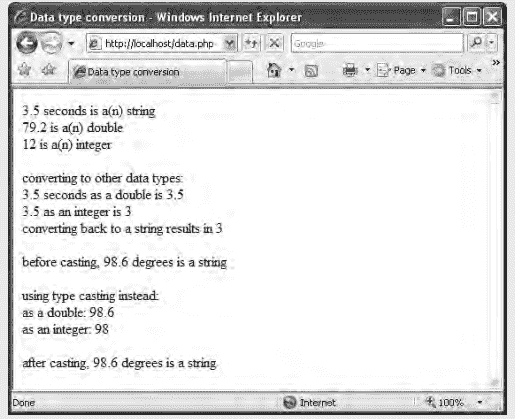 Data type conversion - Windows Internet Explorer
http://localhost/data.php
Google
Data type conversion
Page
Tools
3.5 seconds is a(n) string
79.2 is a(n) double
12 is a(n) integer
converting to other data types:
3.5 seconds as a double is 3.5
3.5 as an integer is 3
converting back to a string results in 3
before casting, 98.6 degrees is a string
using type casting instead:
as a double: 98.6
as an integer: 98
after casting, 98.6 degrees is a string
Done
Internet
100%